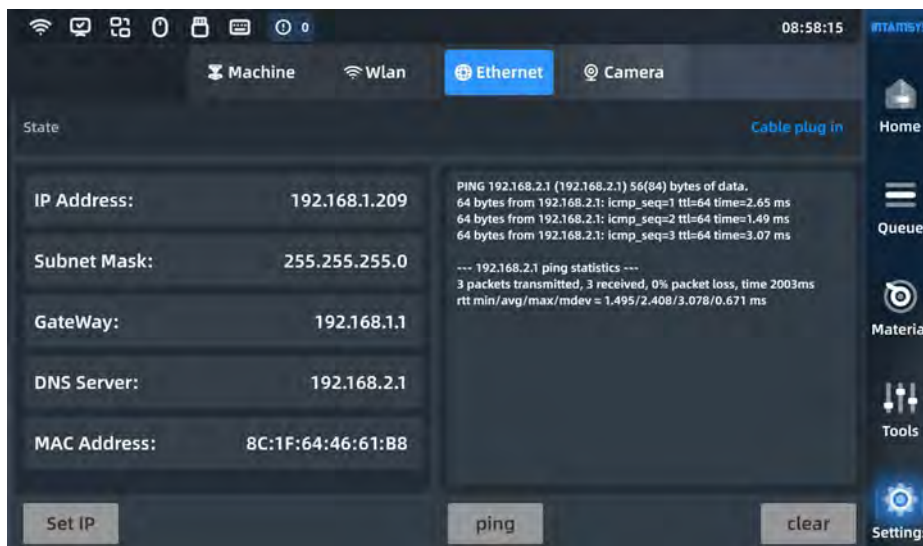 0
08:58:15
INTAMSY
Machine
Wlan
Ethernet
Camera
State
Cable plug in
IP Address:
192.168.1.209
Subnet Mask:
255.255.255.0
GateWay:
192.168.1.1
DNS Server:
192.168.2.1
MAC Address:
8C:1F:64:46:61:B8
Set IP
PING 192.168.2.1 (192.168.2.1) 56(84) bytes of data.
64 bytes from 192.168.2.1: icmp_seq=1 ttl=64 time=2.65 ms
64 bytes from 192.168.2.1: icmp_seq=2 ttl=64 time=1.49 ms
64 bytes from 192.168.2.1: icmp_seq=3 ttl=64 time=3.07 ms
--- 192.168.2.1 ping statistics ---
3 packets transmitted, 3 received, 0% packet loss, time 2003ms
rtt min/avg/max/mdev = 1.495/2.408/3.078/0.671 ms
ping
clear
Home
Queue
Materia
Tools
Setting